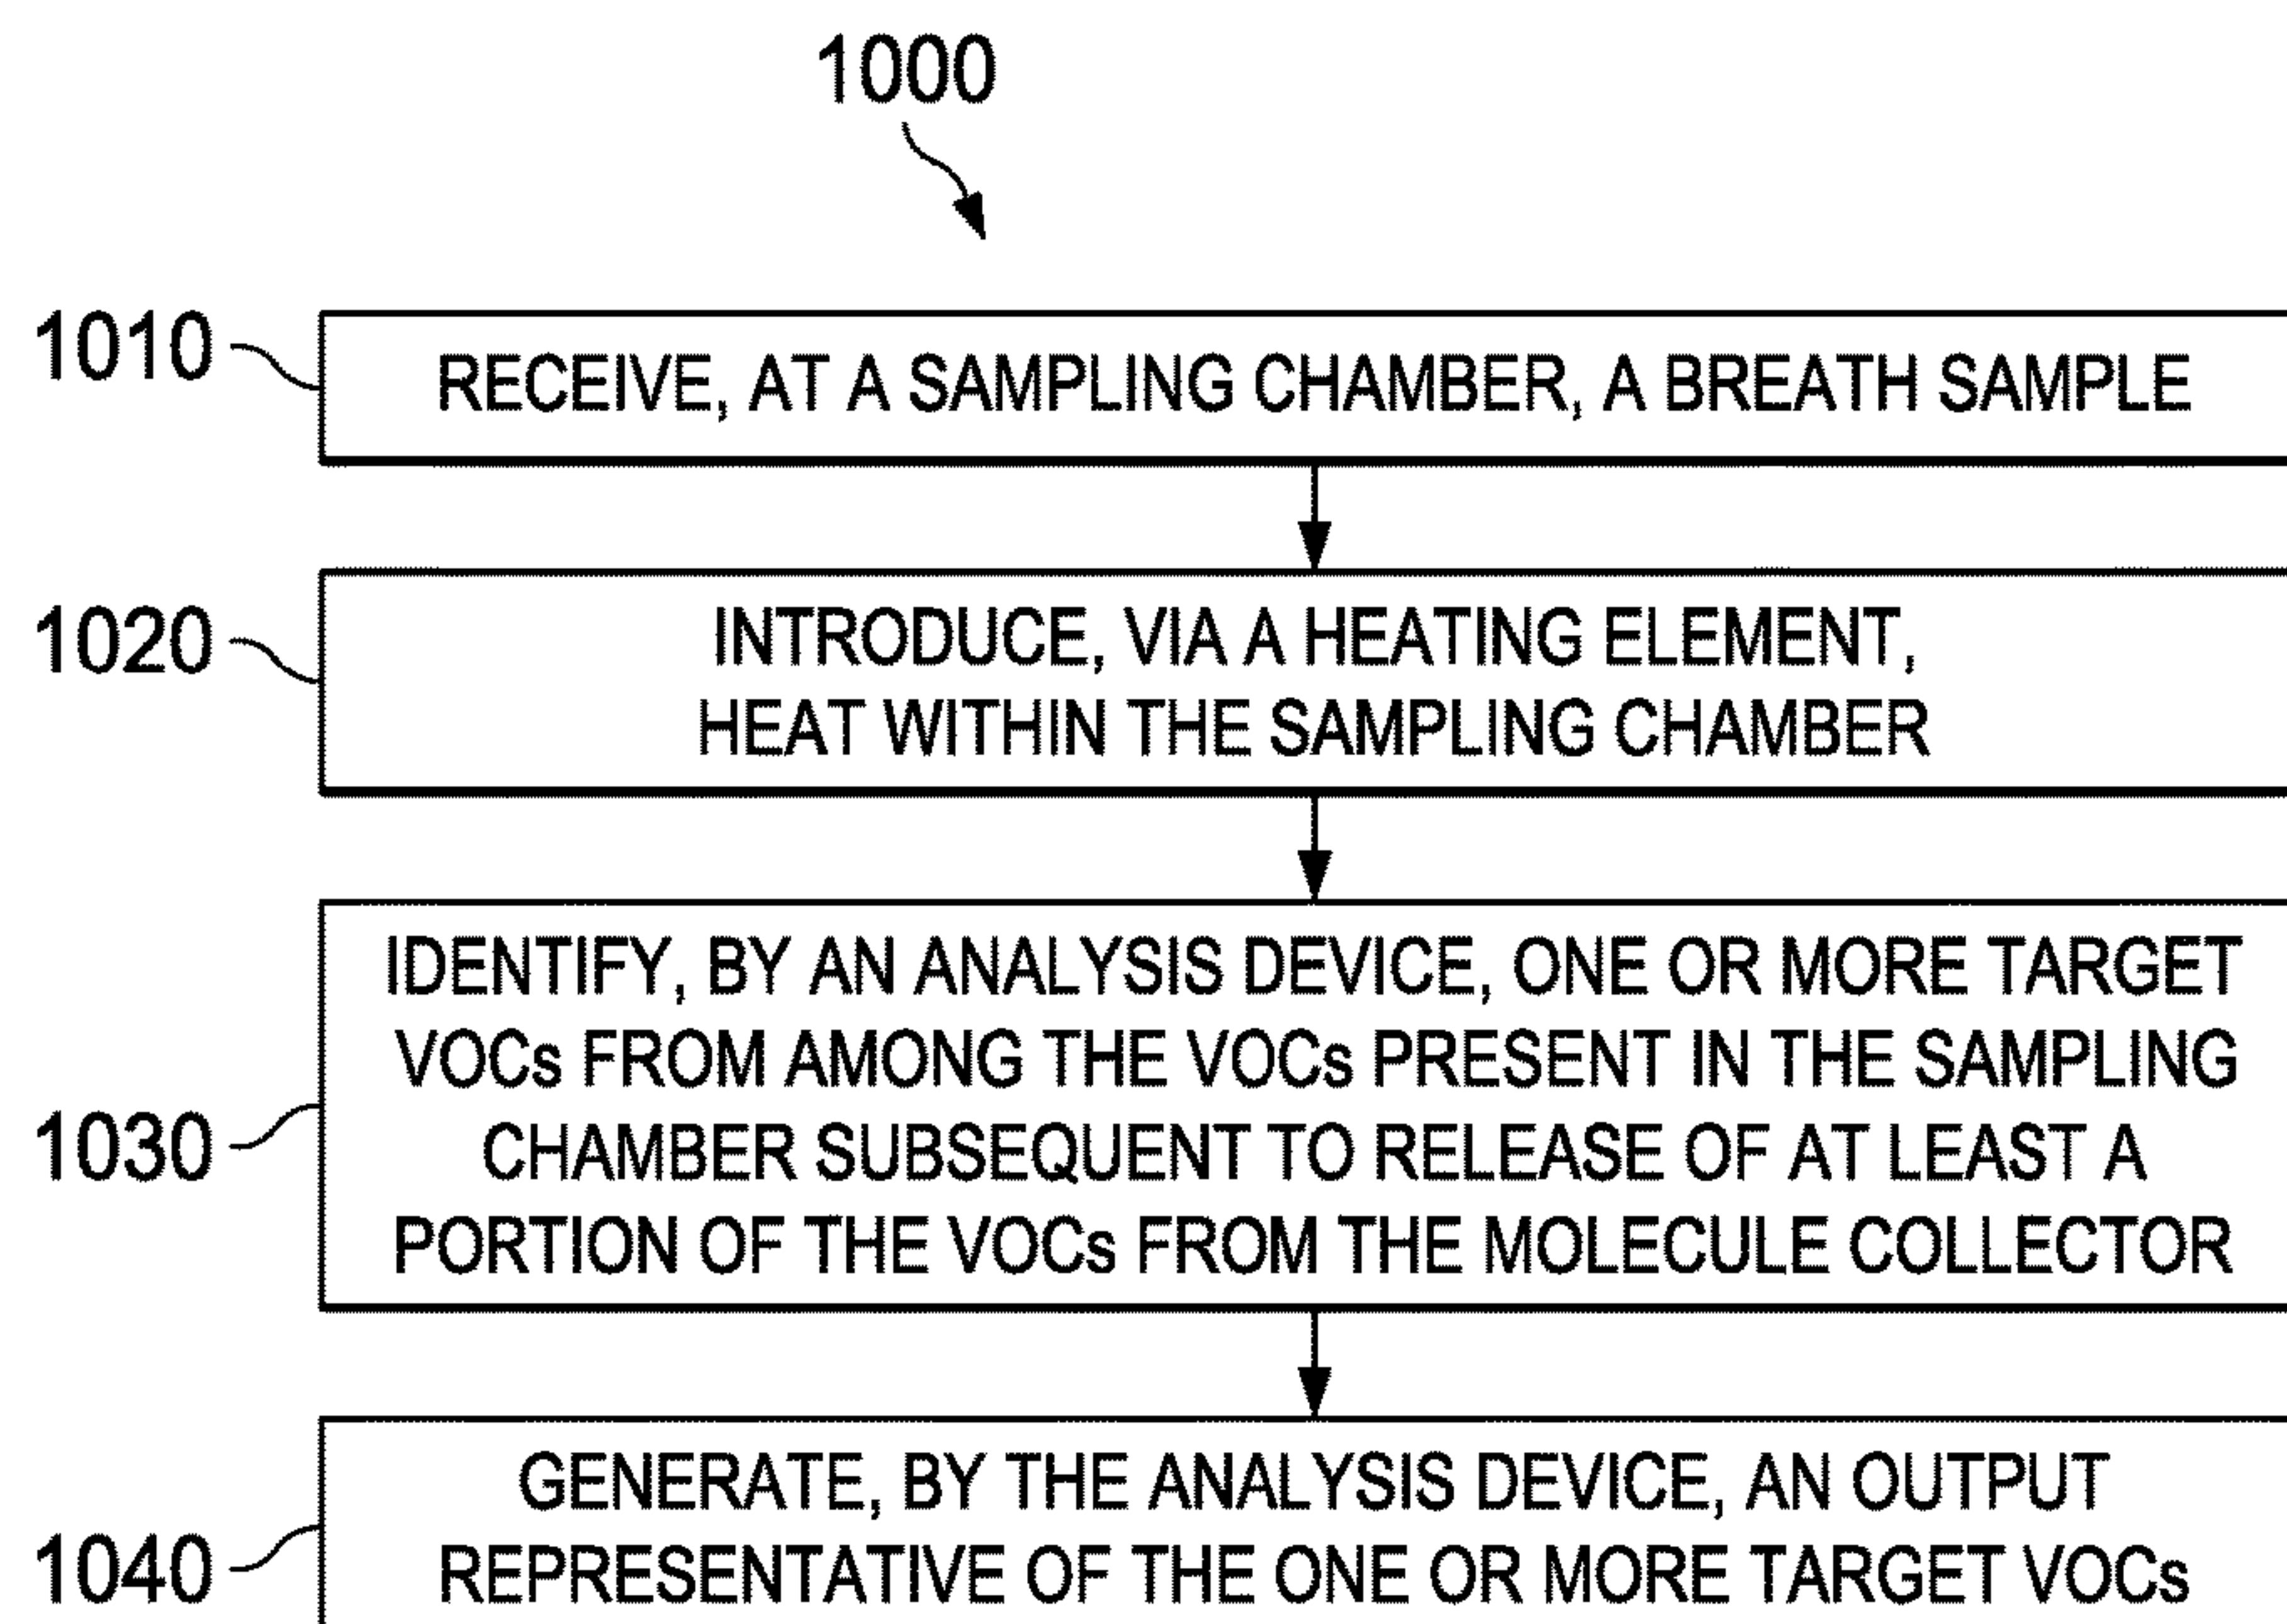 1000
1010
RECEIVE, AT A SAMPLING CHAMBER, A BREATH SAMPLE
1020
INTRODUCE, VIA A HEATING ELEMENT,
HEAT WITHIN THE SAMPLING CHAMBER
1030
IDENTIFY, BY AN ANALYSIS DEVICE, ONE OR MORE TARGET
VOCs FROM AMONG THE VOCs PRESENT IN THE SAMPLING
CHAMBER SUBSEQUENT TO RELEASE OF AT LEAST A
PORTION OF THE VOCs FROM THE MOLECULE COLLECTOR
1040
GENERATE, BY THE ANALYSIS DEVICE, AN OUTPUT
REPRESENTATIVE OF THE ONE OR MORE TARGET VOCs